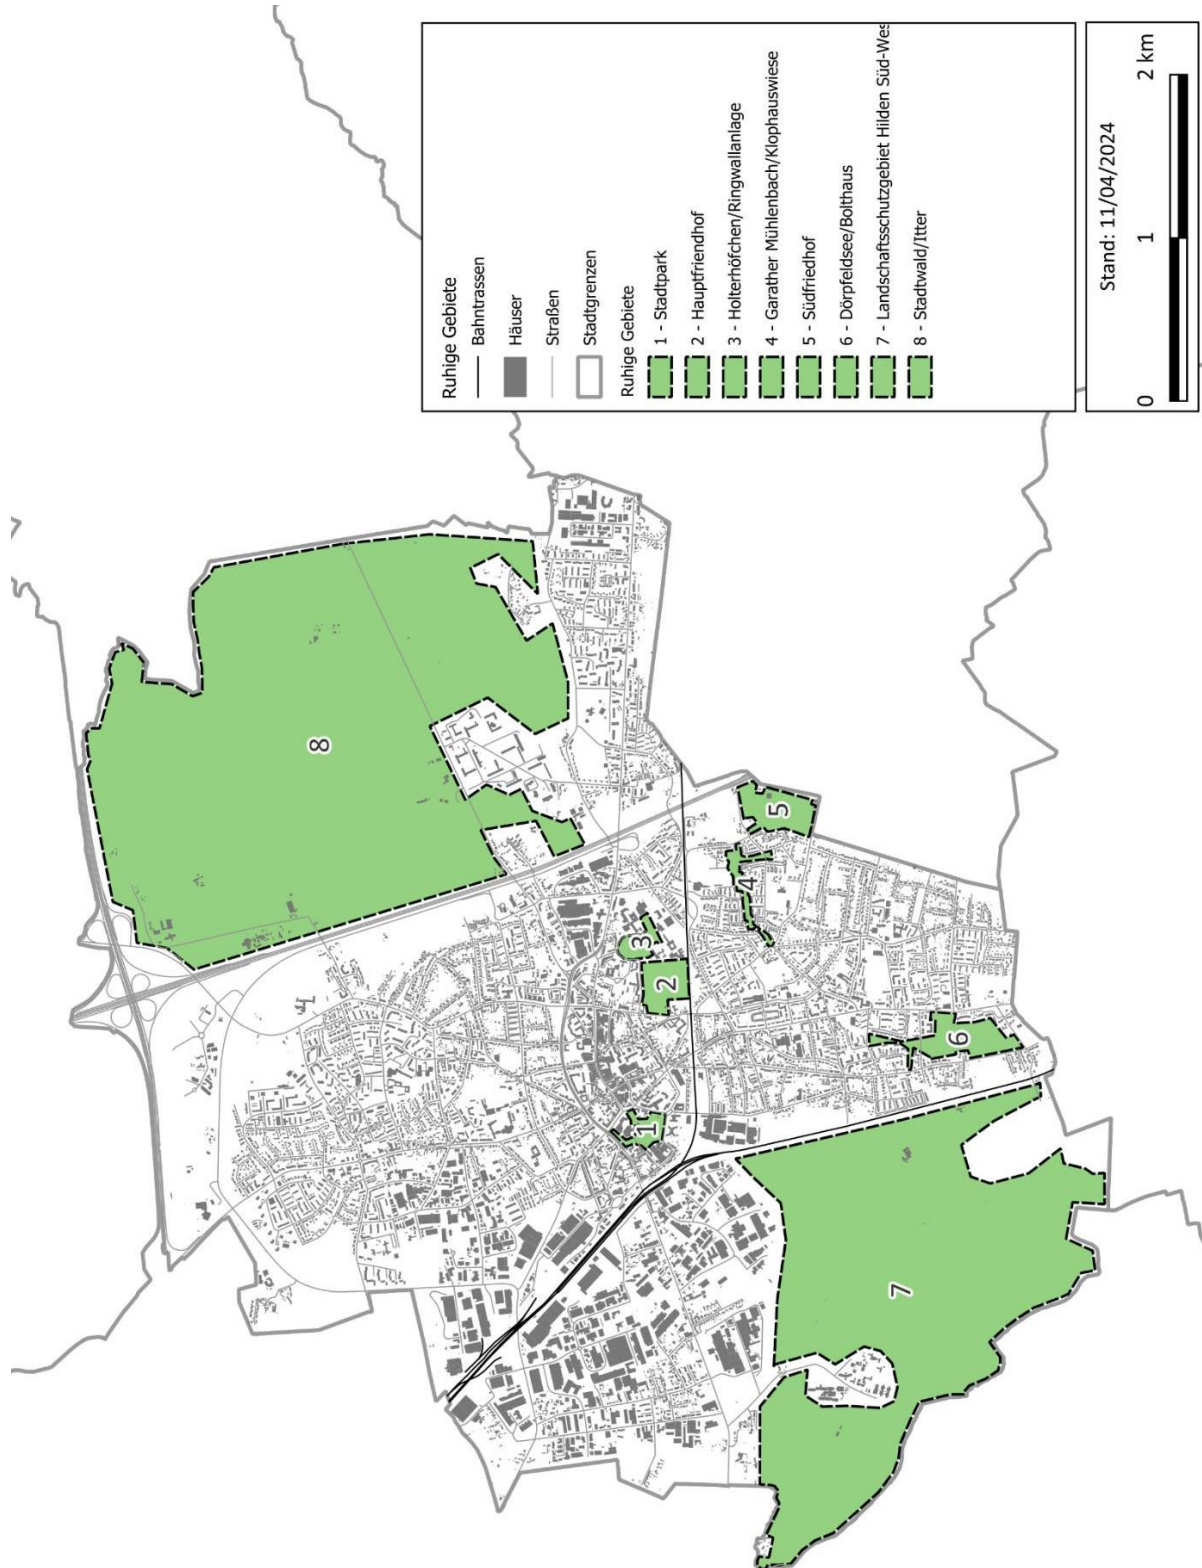 Ruhige Gebiete
Bahntrassen
Häuser
Straßen
Stadtgrenzen
Ruhige Gebiete
1 - Stadtpark
2 - Hauptfriendhof
3 - Holterhöfchen/Ringwallanlage
4 - Garather Mühlenbach/Klophauswiese
5 - Südfriedhof
6 - Dörpfeldsee/Bolthaus
7 - Landschaftsschutzgebiet Hilden Süd-Wes
8 - Stadtwald/Itter
Stand: 11/04/2024
0 1 2 km
8
7
6
5
4
3
2
1